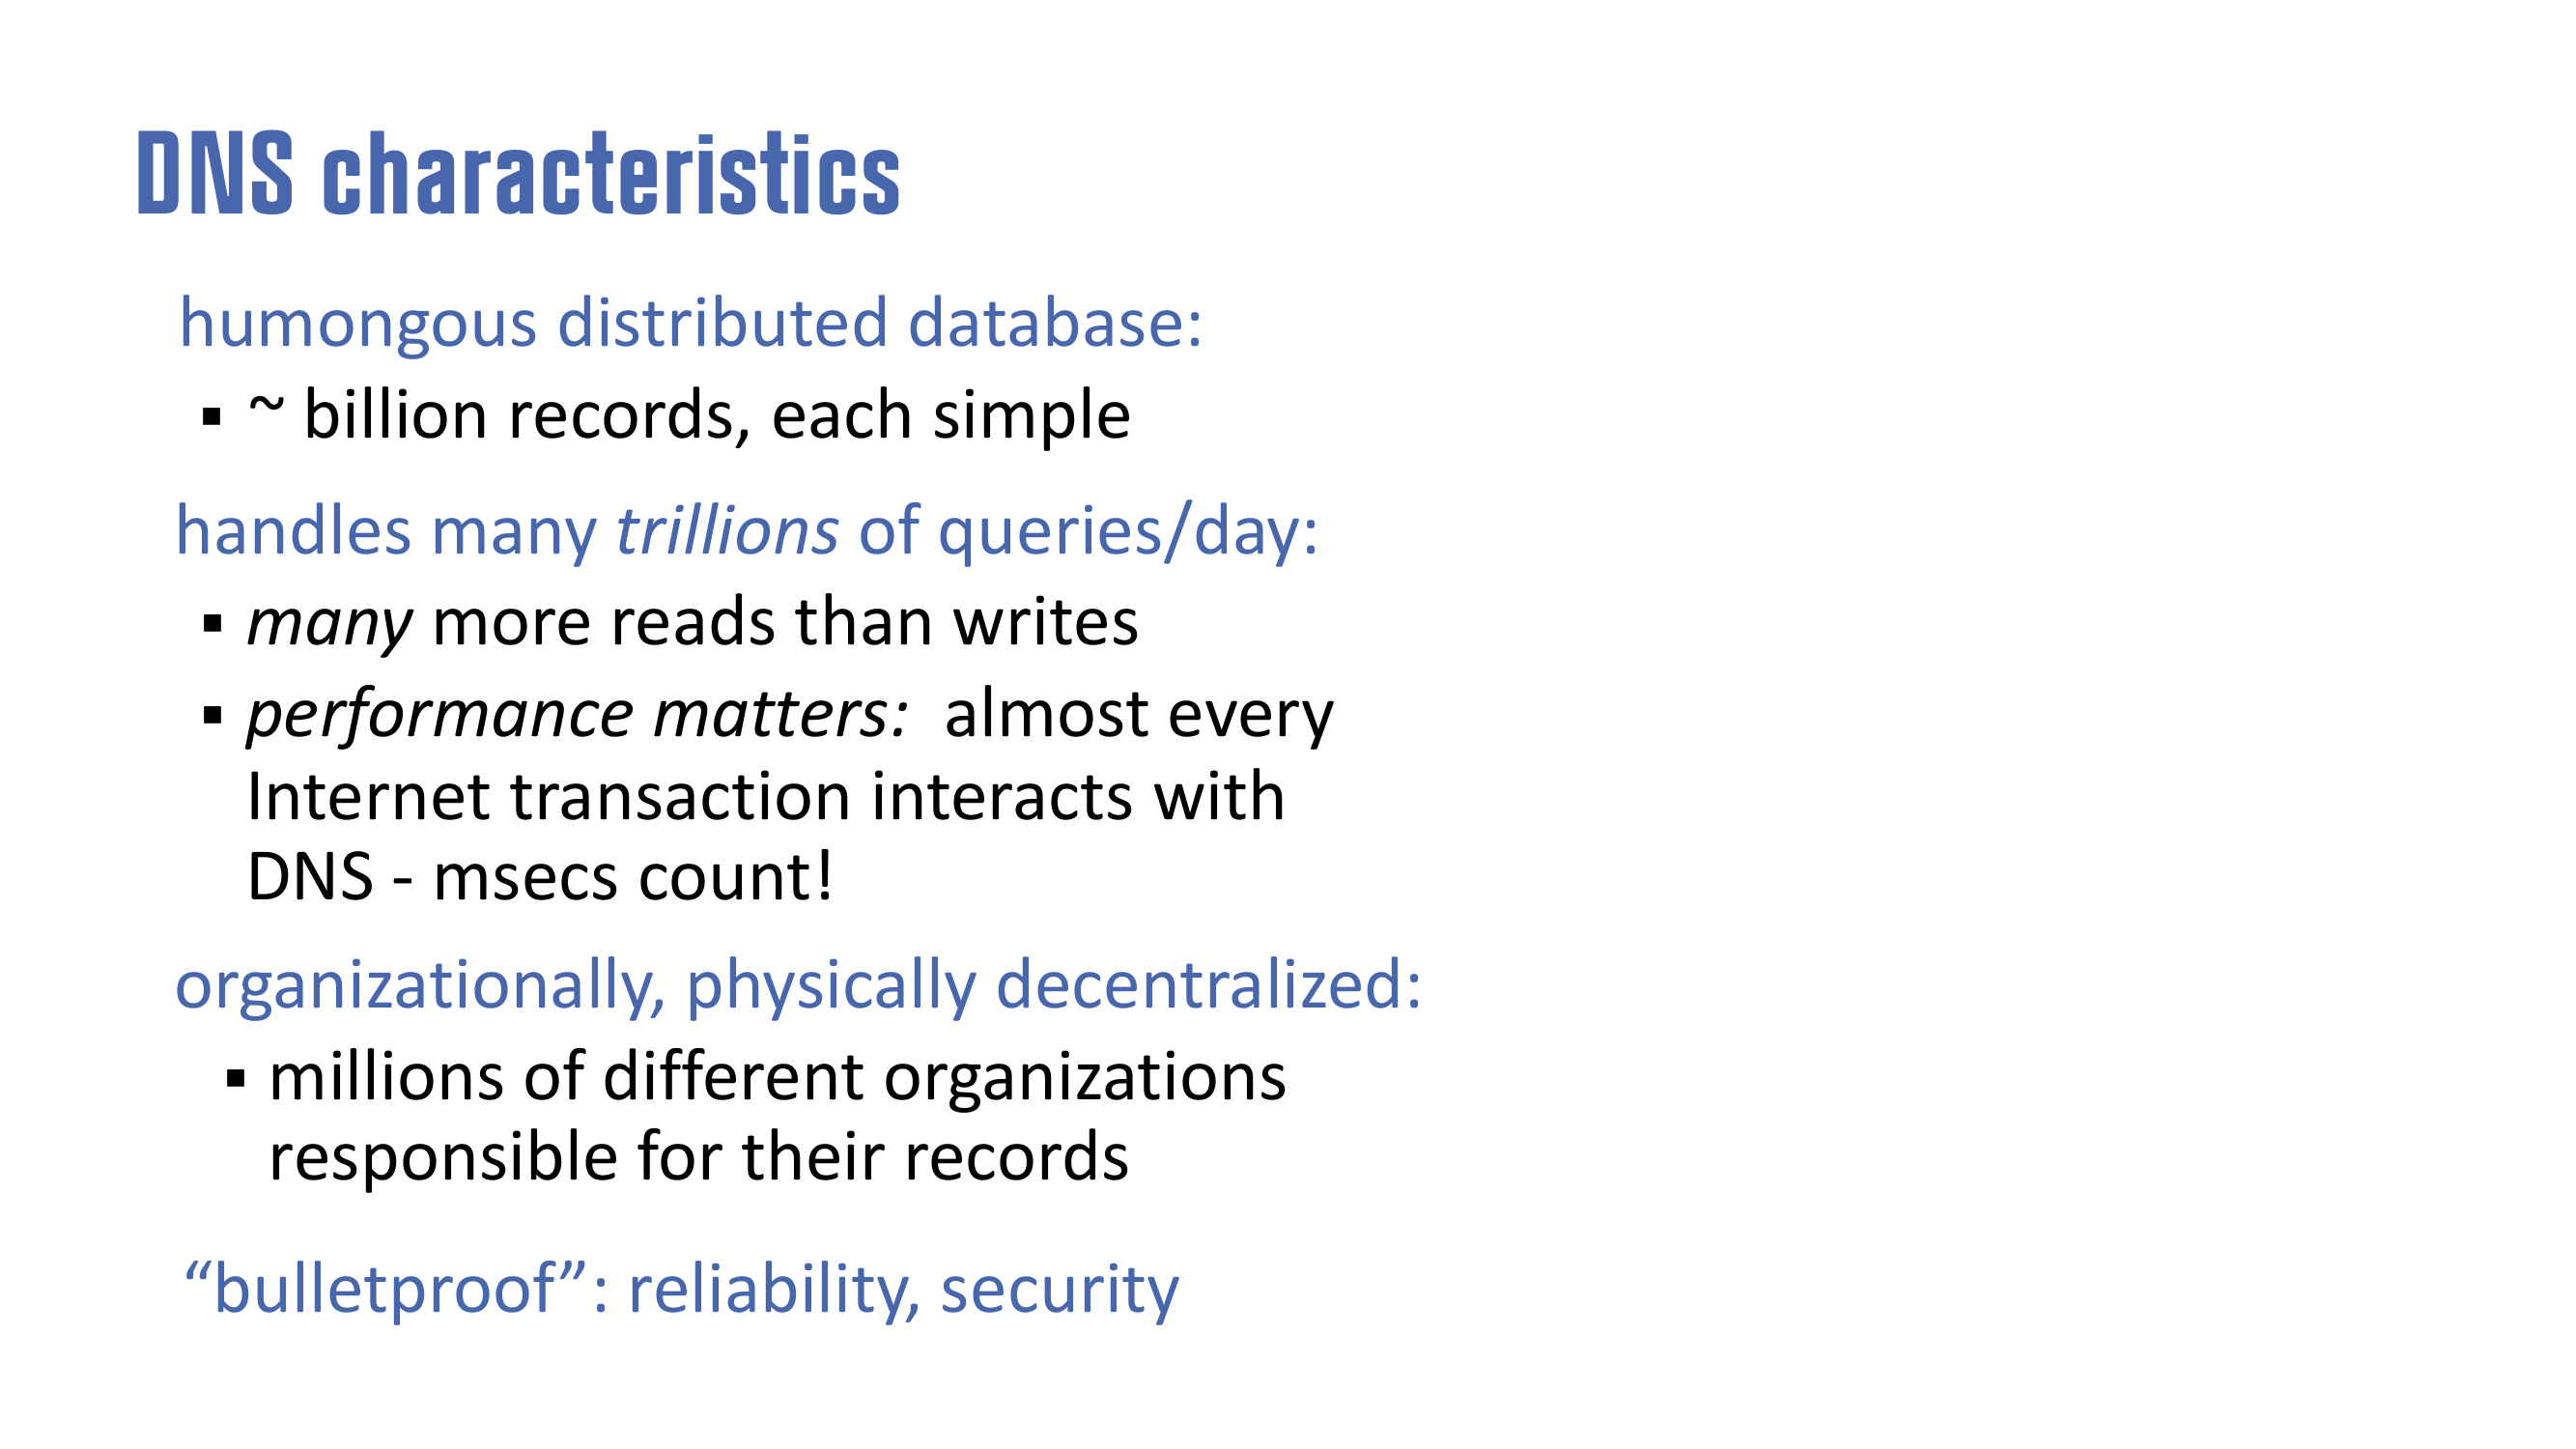 DNS characteristics
humongous distributed database:
▪ ~ billion records, each simple
handles many trillions of queries/day:
▪ many more reads than writes
▪ performance matters:  almost every
Internet transaction interacts with
DNS - msecs count!
organizationally, physically decentralized:
▪ millions of different organizations
responsible for their records
“bulletproof”: reliability, security